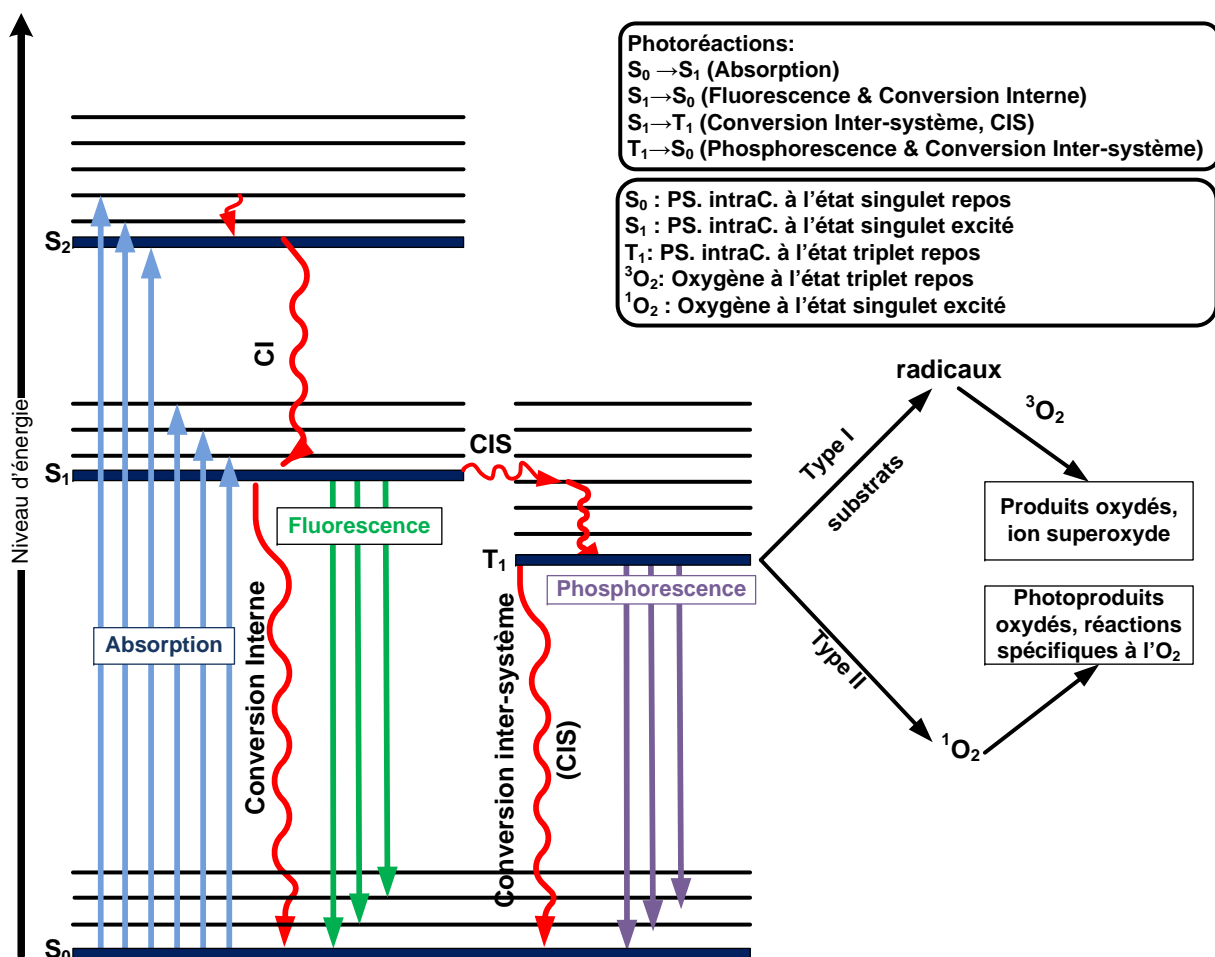 Photoréactions:
S₀ →S₁ (Absorption)
S₁→S₀ (Fluorescence & Conversion Interne)
S₁→T₁ (Conversion Inter-système, CIS)
T₁→S₀ (Phosphorescence & Conversion Inter-système)
S₀ : PS. intraC. à l'état singulet repos
S₁ : PS. intraC. à l'état singulet excité
T₁: PS. intraC. à l'état triplet repos
³O₂: Oxygène à l'état triplet repos
¹O₂ : Oxygène à l'état singulet excité
Niveau d'énergie
S₂
CI
S₁
CIS
Fluorescence
T₁
Phosphorescence
Absorption
Conversion Interne
Conversion inter-système
(CIS)
S₀
radicaux
³O₂
Type I
substrats
Produits oxydés,
ion superoxyde
Photoproduits
oxydés, réactions
spécifiques à l'O₂
Type II
¹O₂